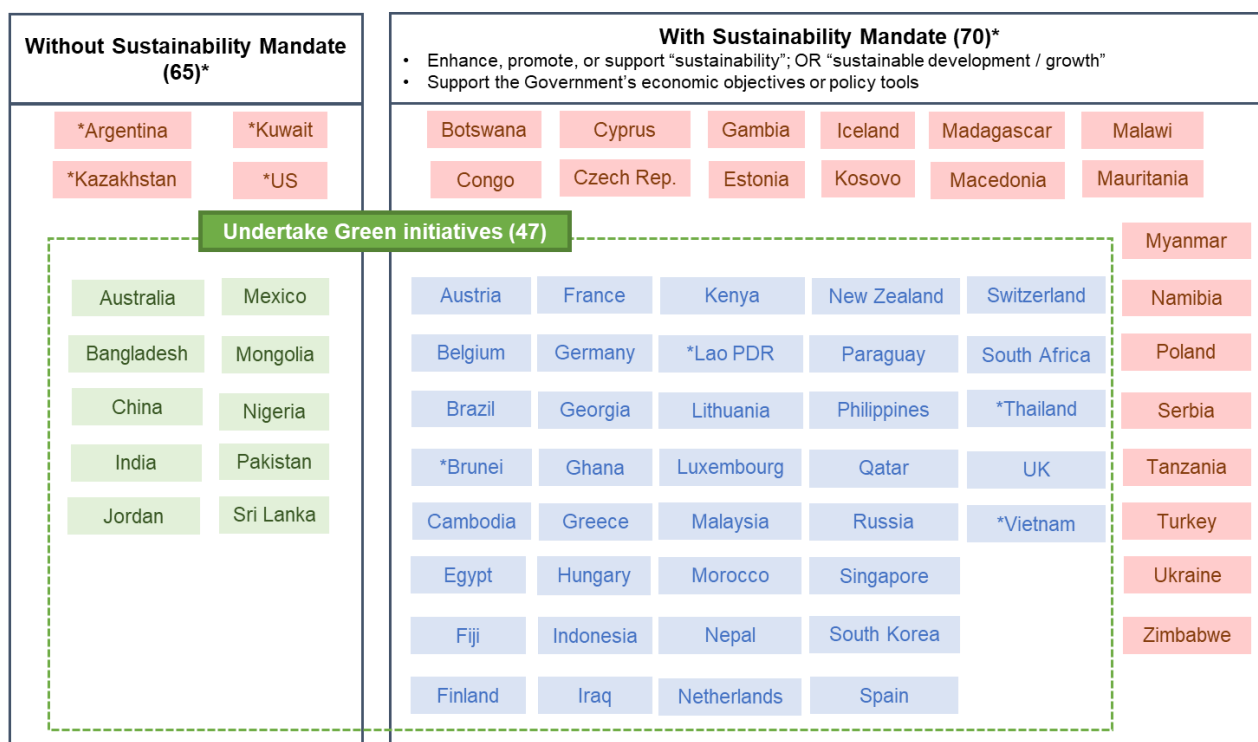 Without Sustainability Mandate
(65)*
*Argentina *Kuwait
*Kazakhstan *US
With Sustainability Mandate (70)*
• Enhance, promote, or support “sustainability”; OR “sustainable development / growth”
• Support the Government’s economic objectives or policy tools
Botswana Cyprus Gambia Iceland Madagascar Malawi
Congo Czech Rep. Estonia Kosovo Macedonia Mauritania
Undertake Green initiatives (47)
Australia Mexico
Bangladesh Mongolia
China Nigeria
India Pakistan
Jordan Sri Lanka
Austria France Kenya New Zealand Switzerland
Belgium Germany *Lao PDR Paraguay South Africa
Brazil Georgia Lithuania Philippines *Thailand
*Brunei Ghana Luxembourg Qatar UK
Cambodia Greece Malaysia Russia *Vietnam
Egypt Hungary Morocco Singapore
Fiji Indonesia Nepal South Korea
Finland Iraq Netherlands Spain
Myanmar
Namibia
Poland
Serbia
Tanzania
Turkey
Ukraine
Zimbabwe